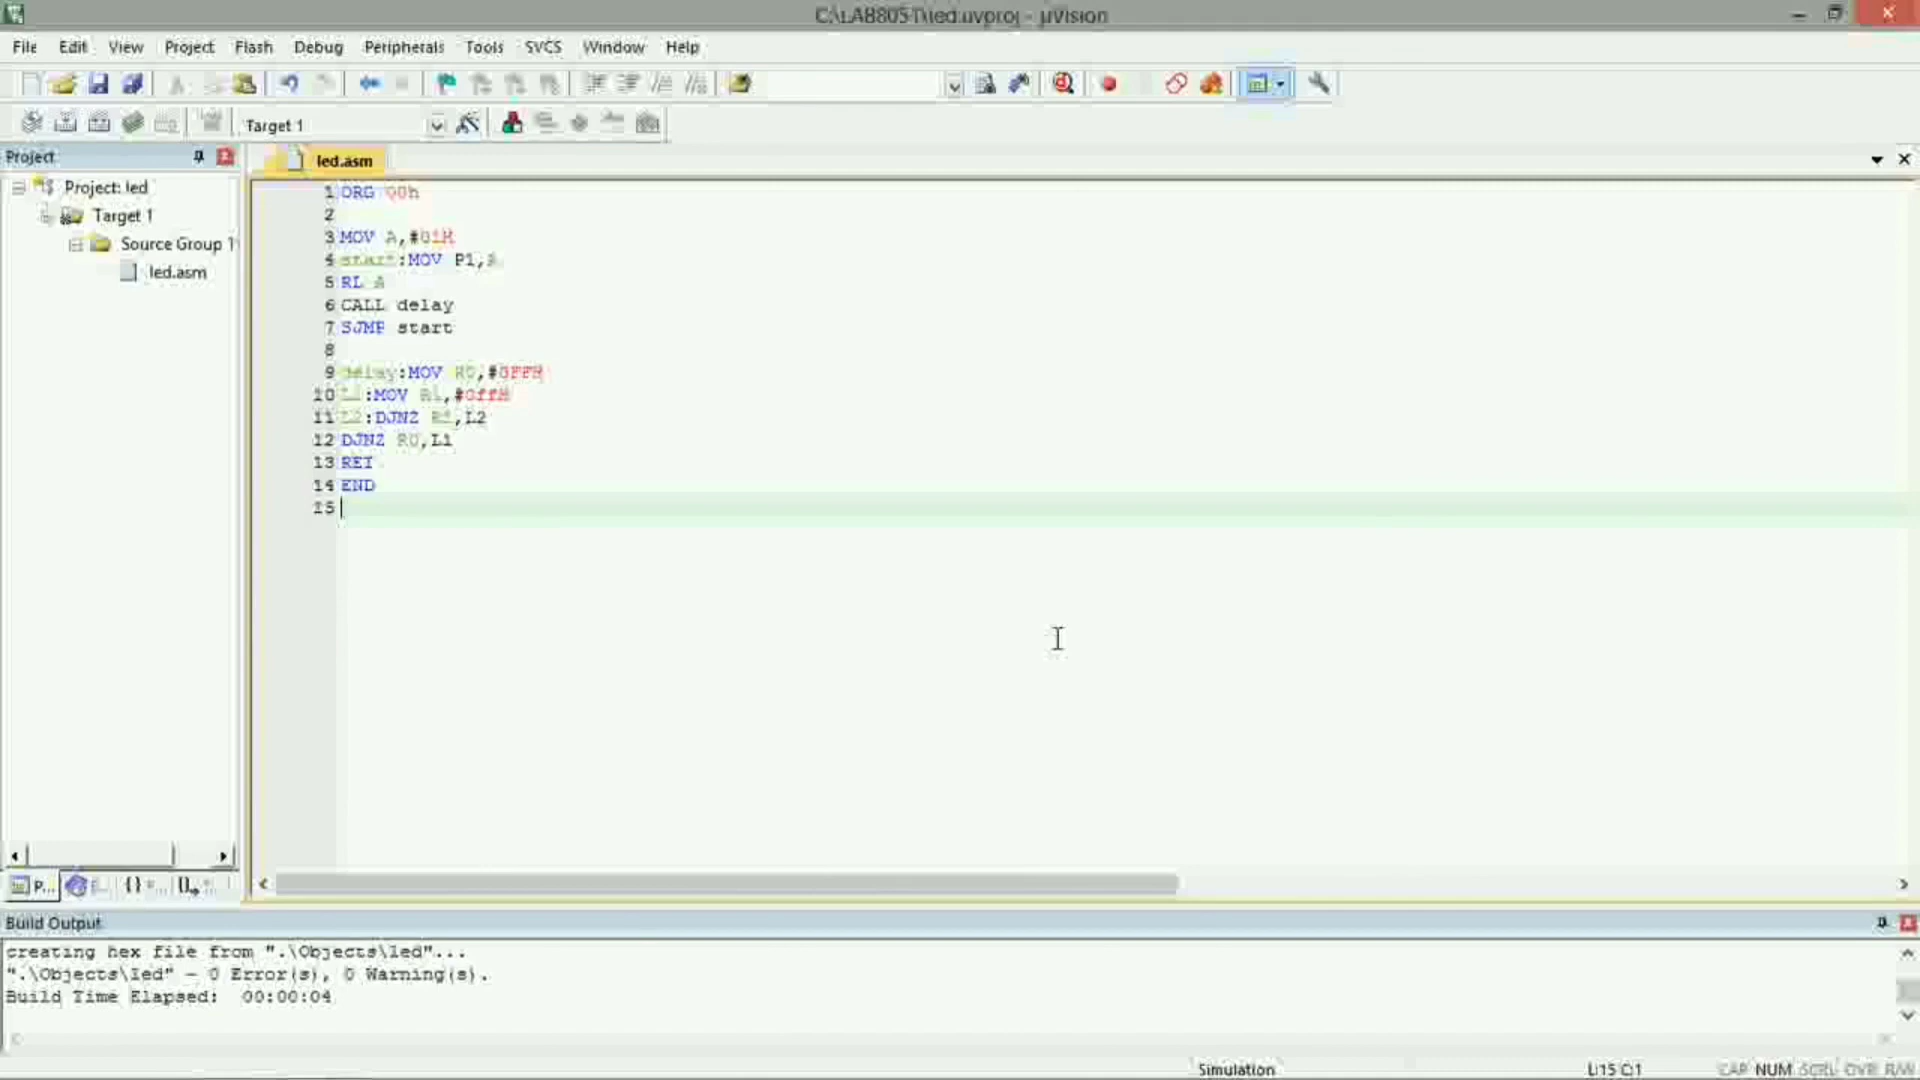 C:\LAB8051\led.uvproj - µVision
File Edit View Project Flash Debug Peripherals Tools SVCS Window Help
Target 1
Project
led.asm
Project: led
Target 1
Source Group 1
led.asm
1 ORG 00h
2
3 MOV A,#01H
4 start:MOV P1,A
5 RL A
6 CALL delay
7 SJMP start
8
9 delay:MOV R0,#0FFH
10 L1:MOV R1,#0ffH
11 L2:DJNZ R1,L2
12 DJNZ R0,L1
13 RET
14 END
15
P...
Build Output
creating hex file from ".\Objects\led"...
".\Objects\led" - 0 Error(s), 0 Warning(s).
Build Time Elapsed: 00:00:04
Simulation
L:15 C:1
CAP NUM SCRL OVR R/W